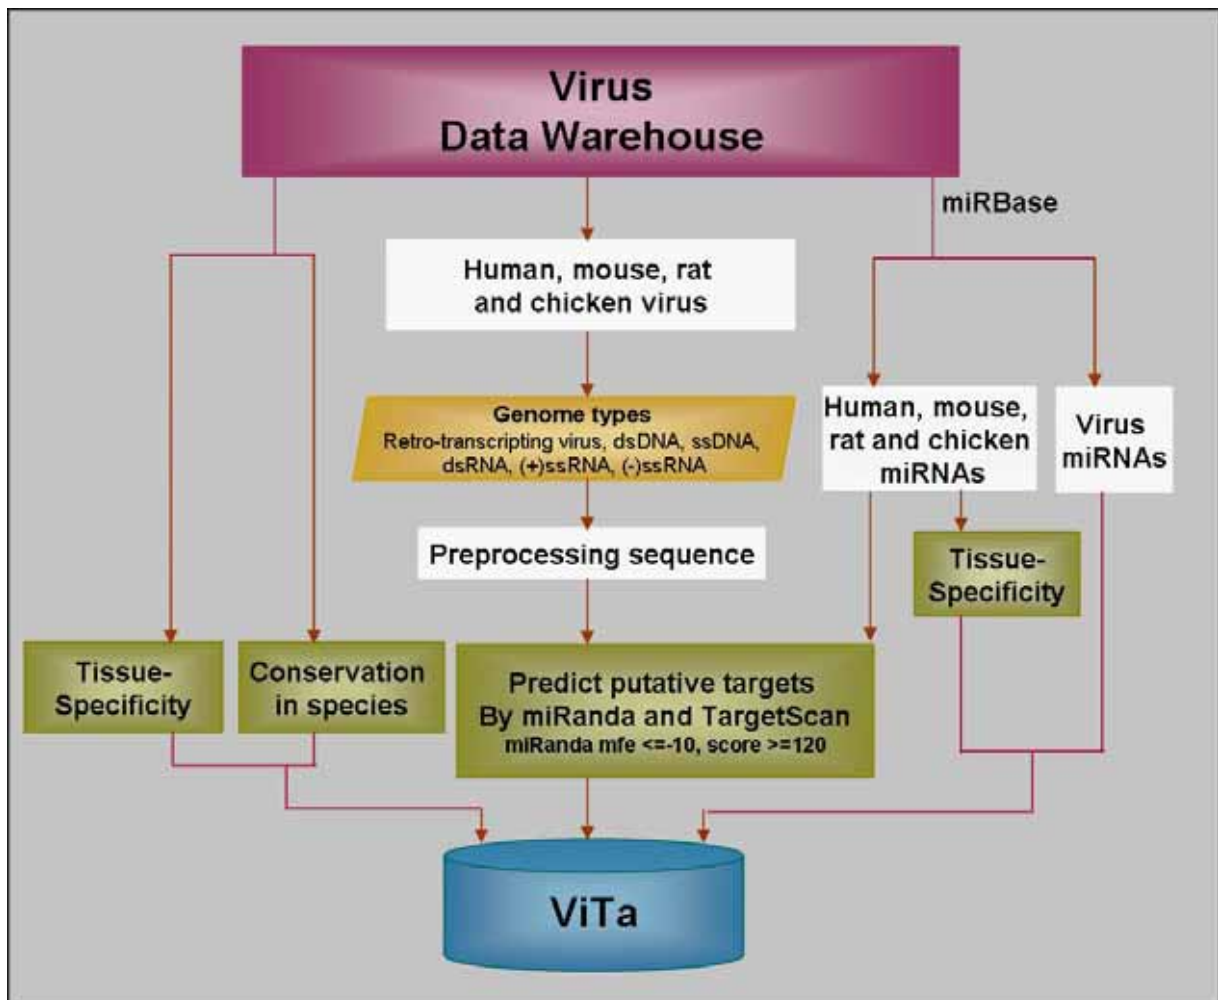 Virus
Data Warehouse
miRBase
Human, mouse, rat
and chicken virus
Genome types
Retro-transcripting virus, dsDNA, ssDNA,
dsRNA, (+)ssRNA, (-)ssRNA
Human, mouse,
rat and chicken
miRNAs
Virus
miRNAs
Preprocessing sequence
Tissue-
Specificity
Tissue-
Specificity
Conservation
in species
Predict putative targets
By miRanda and TargetScan
miRanda mfe <=-10, score >=120
ViTa